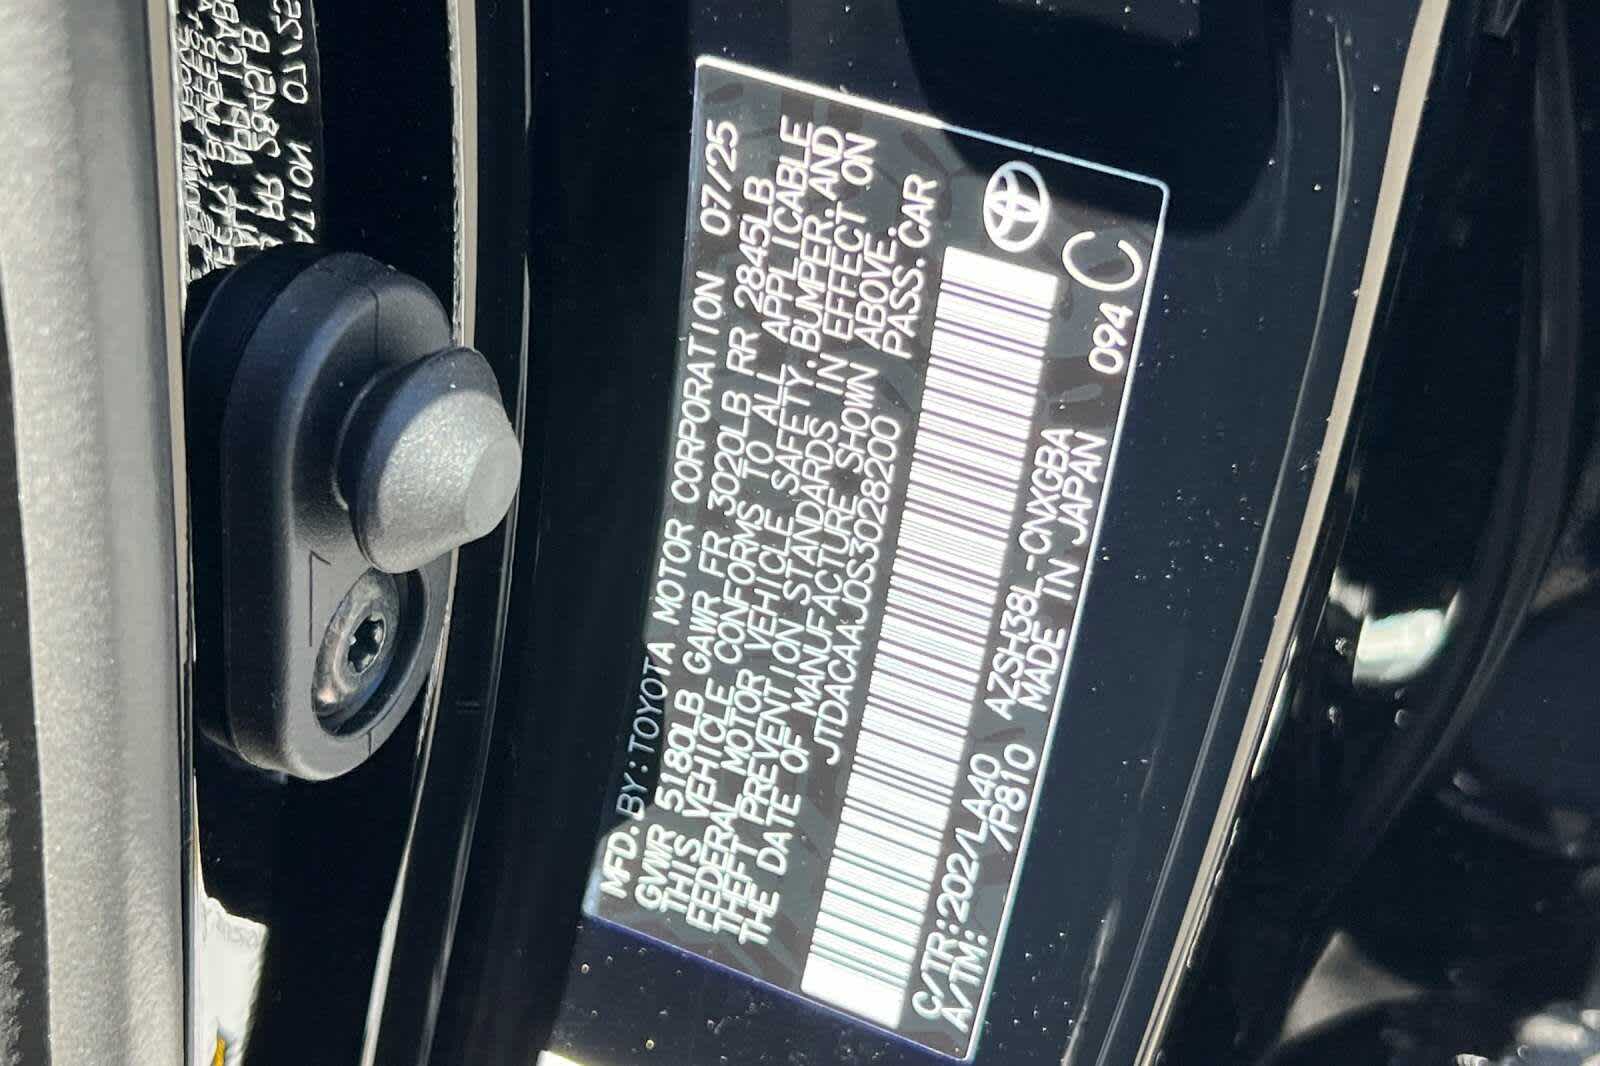 MFD. BY:TOYOTA MOTOR CORPORATION 07/25
GVWR 5180LB GAWR FR 3020LB RR 2845LB
THIS VEHICLE CONFORMS TO ALL APPLICABLE
FEDERAL MOTOR VEHICLE SAFETY, BUMPER, AND
THEFT PREVENTION STANDARDS IN EFFECT ON
THE DATE OF MANUFACTURE SHOWN ABOVE.
JTDACAAJ0S3028200 PASS. CAR
C/TR:202/LA40 AZSH38L-CNXGBA
A/TM: /P810 MADE IN JAPAN 094 C